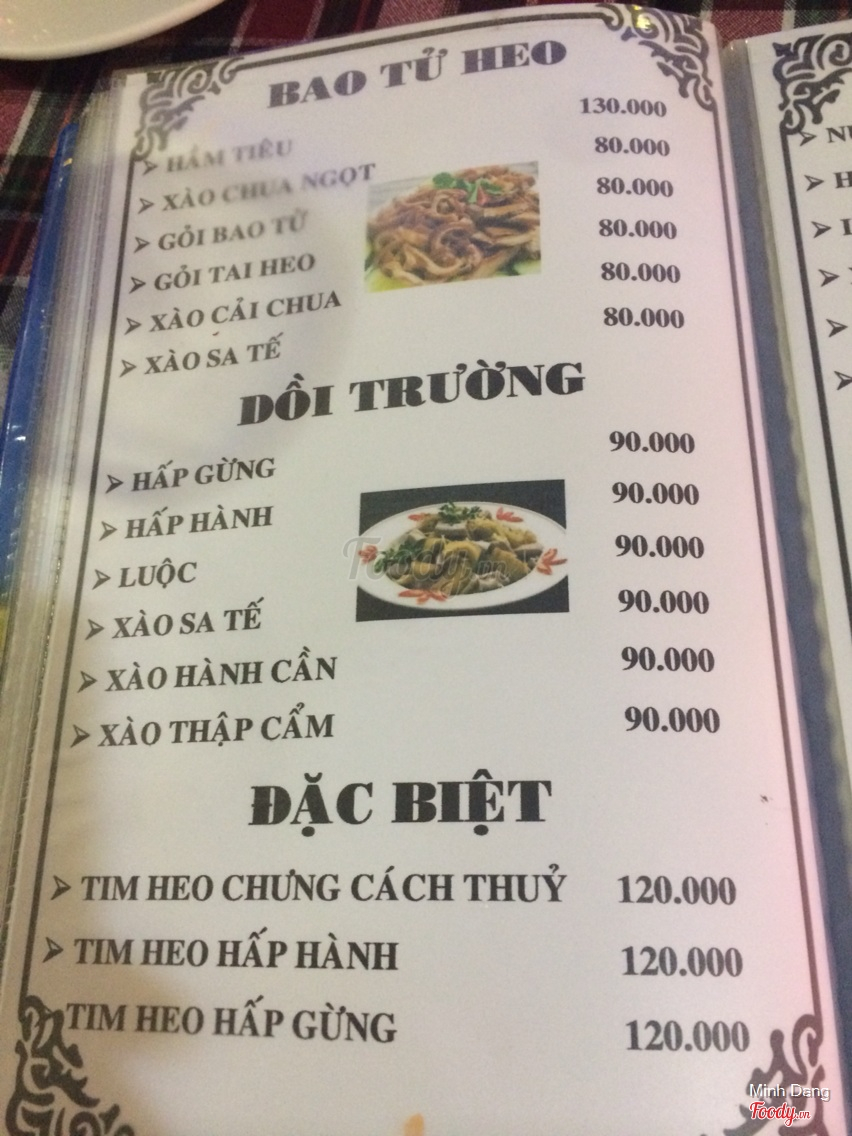 BAO TỬ HEO
HẦM TIÊU 130.000
XÀO CHUA NGỌT 80.000
GỎI BAO TỬ 80.000
GỎI TAI HEO 80.000
XÀO CẢI CHUA 80.000
XÀO SA TẾ 80.000
DỒI TRƯỜNG
HẤP GỪNG 90.000
HẤP HÀNH 90.000
LUỘC 90.000
XÀO SA TẾ 90.000
XÀO HÀNH CẦN 90.000
XÀO THẬP CẨM 90.000
ĐẶC BIỆT
TIM HEO CHƯNG CÁCH THUỶ 120.000
TIM HEO HẤP HÀNH 120.000
TIM HEO HẤP GỪNG 120.000
Foody.vn
Minh Dang
Foody.vn